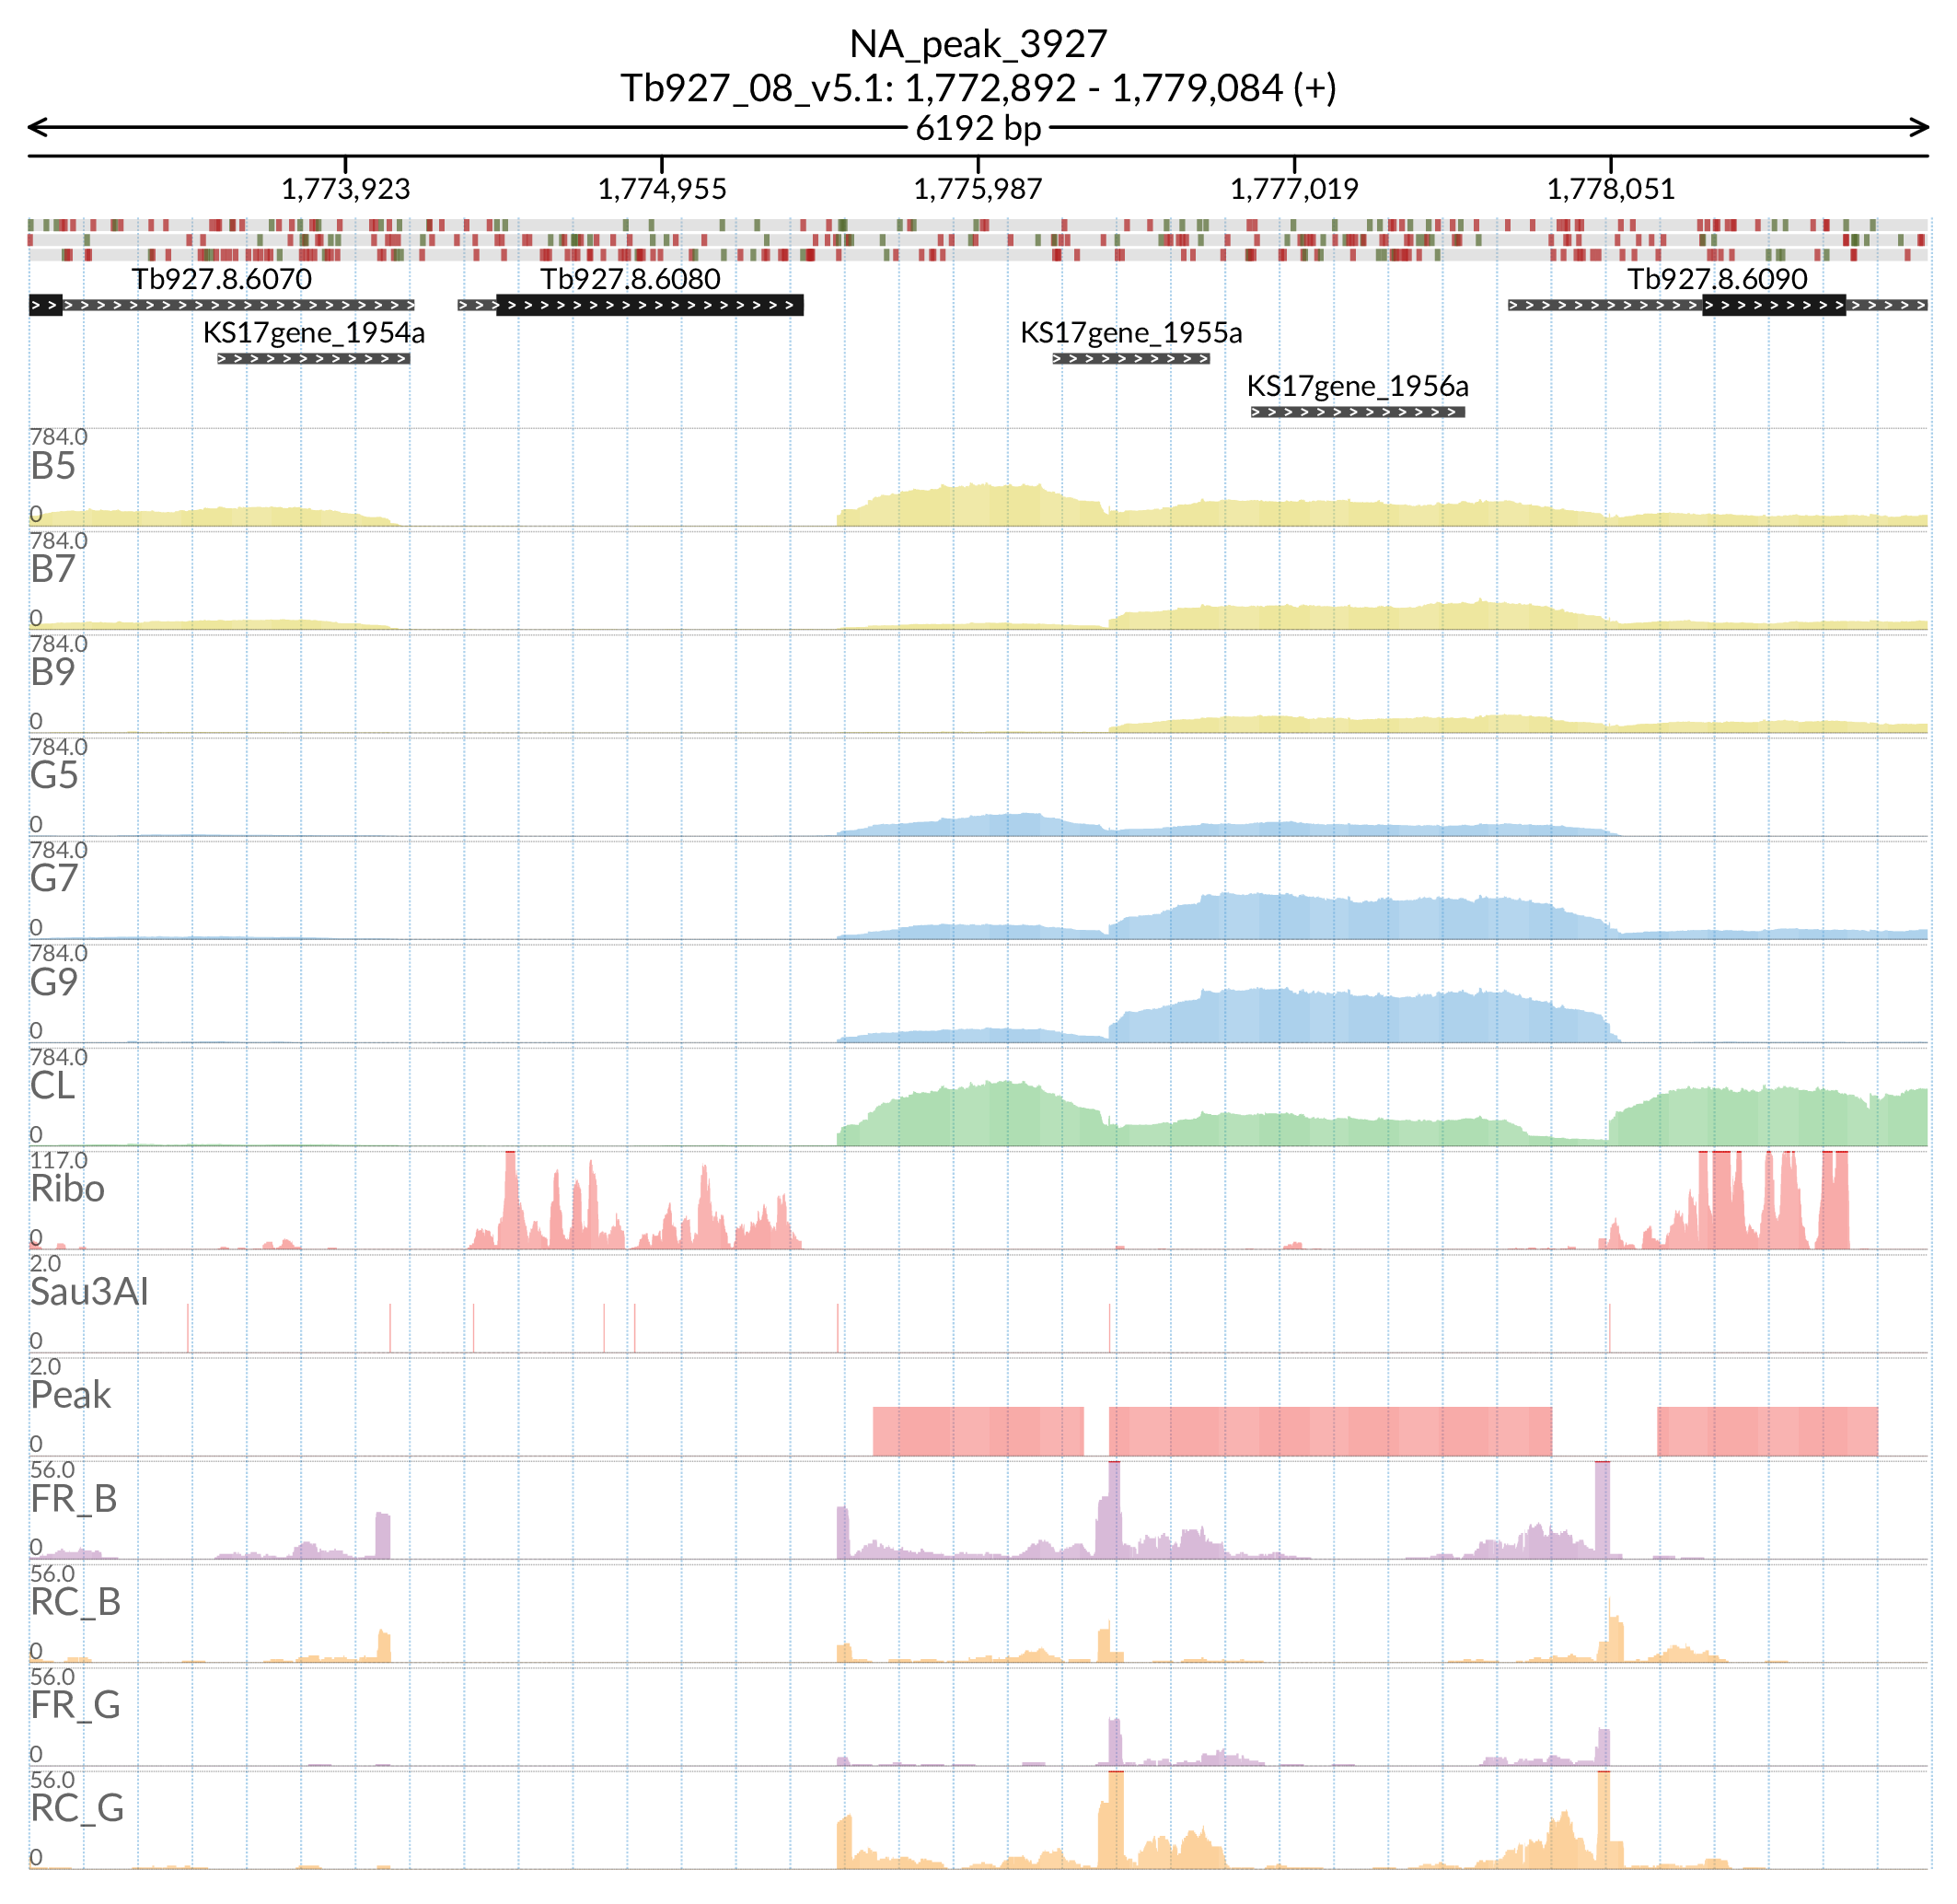 NA_peak_3927
Tb927_08_v5.1: 1,772,892 - 1,779,084 (+)
6192 bp
1,773,923 1,774,955 1,775,987 1,777,019 1,778,051
Tb927.8.6070 Tb927.8.6080 Tb927.8.6090
KS17gene_1954a KS17gene_1955a
KS17gene_1956a
784.0
B5
0
784.0
B7
0
784.0
B9
0
784.0
G5
0
784.0
G7
0
784.0
G9
0
784.0
CL
0
117.0
Ribo
0
2.0
Sau3AI
0
2.0
Peak
0
56.0
FR_B
0
56.0
RC_B
0
56.0
FR_G
0
56.0
RC_G
0